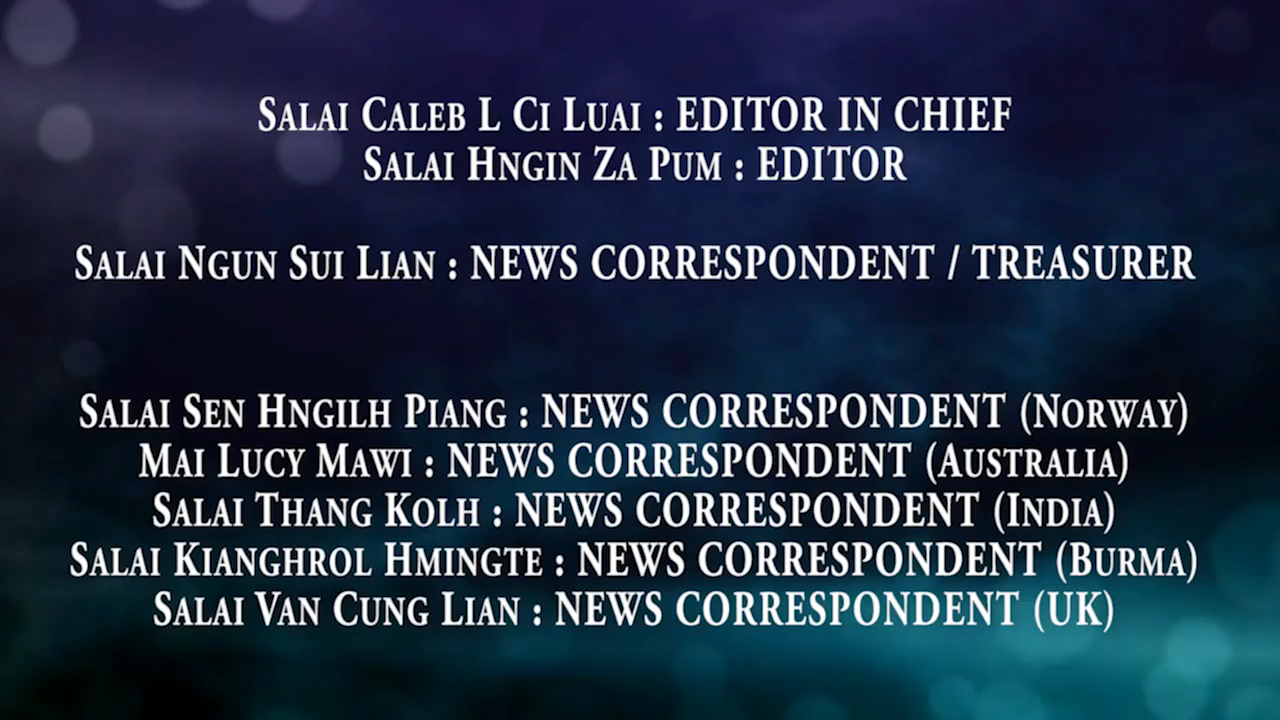 Salai Caleb L Ci Luai : EDITOR IN CHIEF
Salai Hngin Za Pum : EDITOR
Salai Ngun Sui Lian : NEWS CORRESPONDENT / TREASURER
Salai Sen Hngilh Piang : NEWS CORRESPONDENT (Norway)
Mai Lucy Mawi : NEWS CORRESPONDENT (Australia)
Salai Thang Kolh : NEWS CORRESPONDENT (India)
Salai Kianghrol Hmingte : NEWS CORRESPONDENT (Burma)
Salai Van Cung Lian : NEWS CORRESPONDENT (UK)